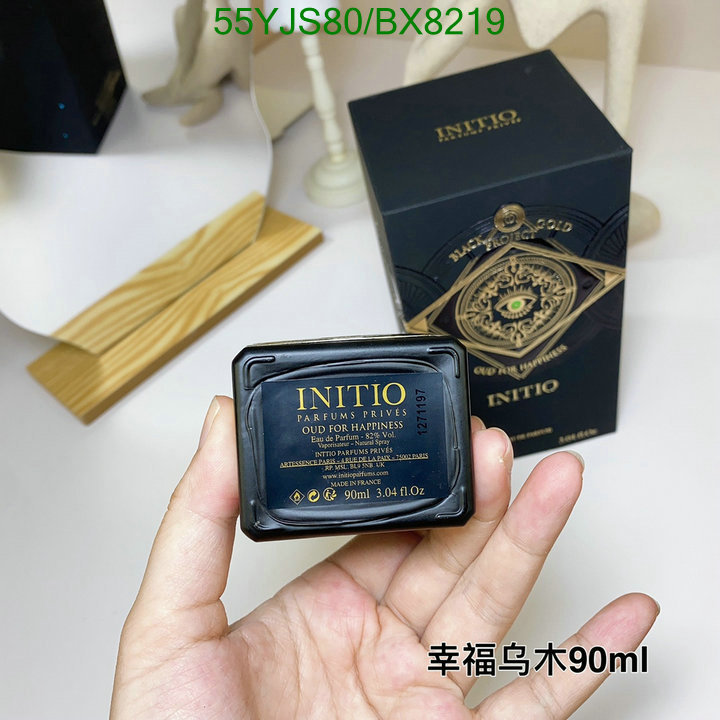 55YJS80/BX8219
INITIO
PARFUMS PRIVÉS
BLACK GOLD
PROJECT
OUD FOR HAPPINESS
INITIO
INITIO
PARFUMS PRIVÉS
OUD FOR HAPPINESS
Eau de Parfum - 82% Vol.
Vaporisateur - Natural Spray
INITIO PARFUMS PRIVÉS
ARTESSENCE PARIS - 4 RUE DE LA PAIX - 75002 PARIS
RP. MSL. BL9 5NB. UK
www.initioparfums.com
MADE IN FRANCE
90ml 3.04 fl.Oz
1271197
幸福乌木90ml